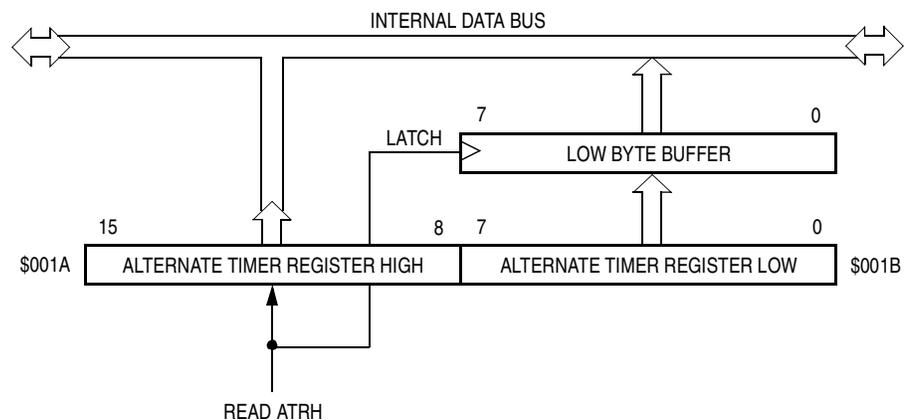 INTERNAL DATA BUS
7 0
LATCH
LOW BYTE BUFFER
15 8 7 0
$001A ALTERNATE TIMER REGISTER HIGH ALTERNATE TIMER REGISTER LOW $001B
READ ATRH